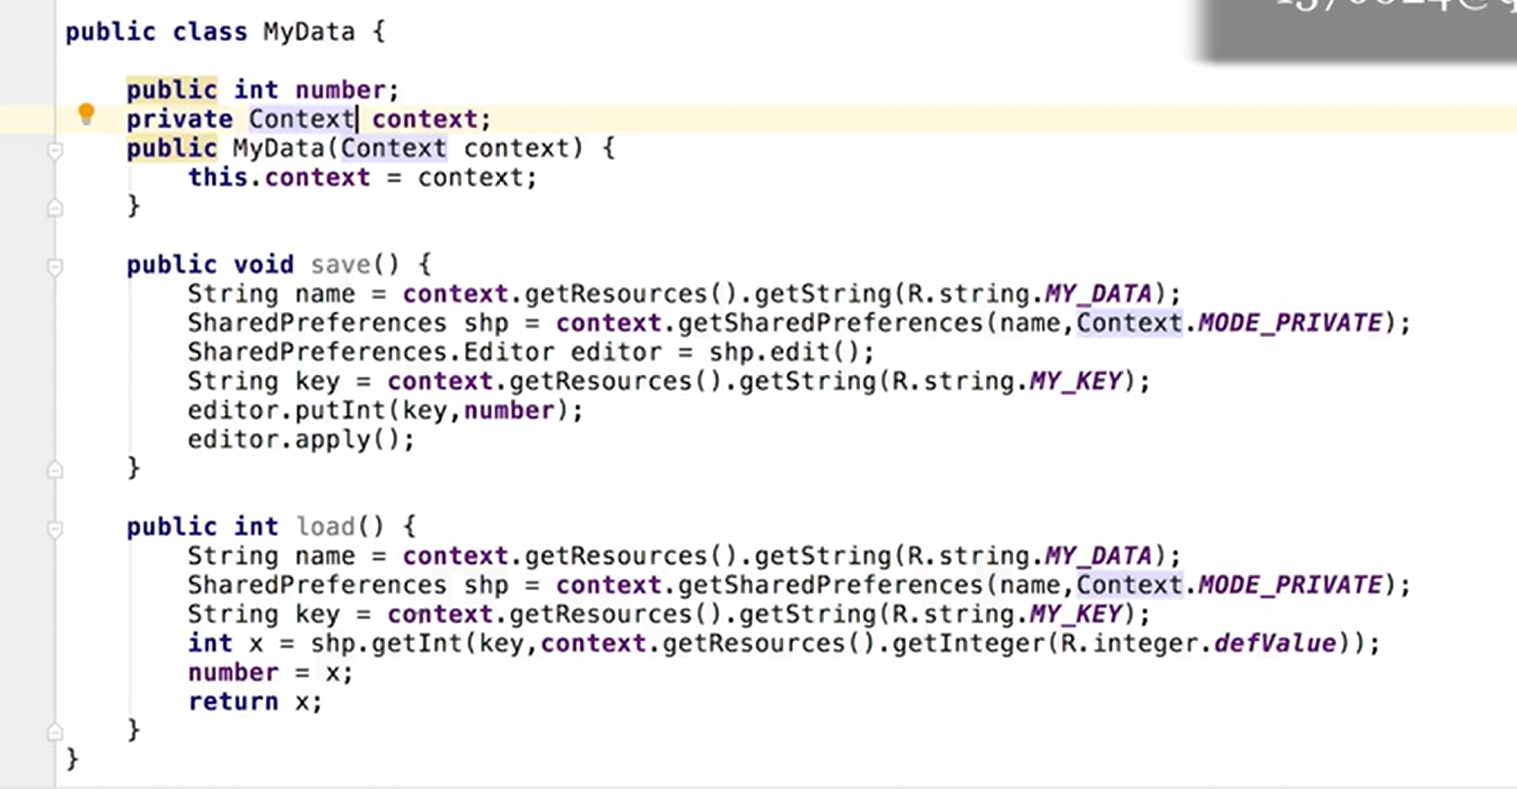 public class MyData {
public int number;
private Context context;
public MyData(Context context) {
this.context = context;
}
public void save() {
String name = context.getResources().getString(R.string.MY_DATA);
SharedPreferences shp = context.getSharedPreferences(name,Context.MODE_PRIVATE);
SharedPreferences.Editor editor = shp.edit();
String key = context.getResources().getString(R.string.MY_KEY);
editor.putInt(key,number);
editor.apply();
}
public int load() {
String name = context.getResources().getString(R.string.MY_DATA);
SharedPreferences shp = context.getSharedPreferences(name,Context.MODE_PRIVATE);
String key = context.getResources().getString(R.string.MY_KEY);
int x = shp.getInt(key,context.getResources().getInteger(R.integer.defValue));
number = x;
return x;
}
}